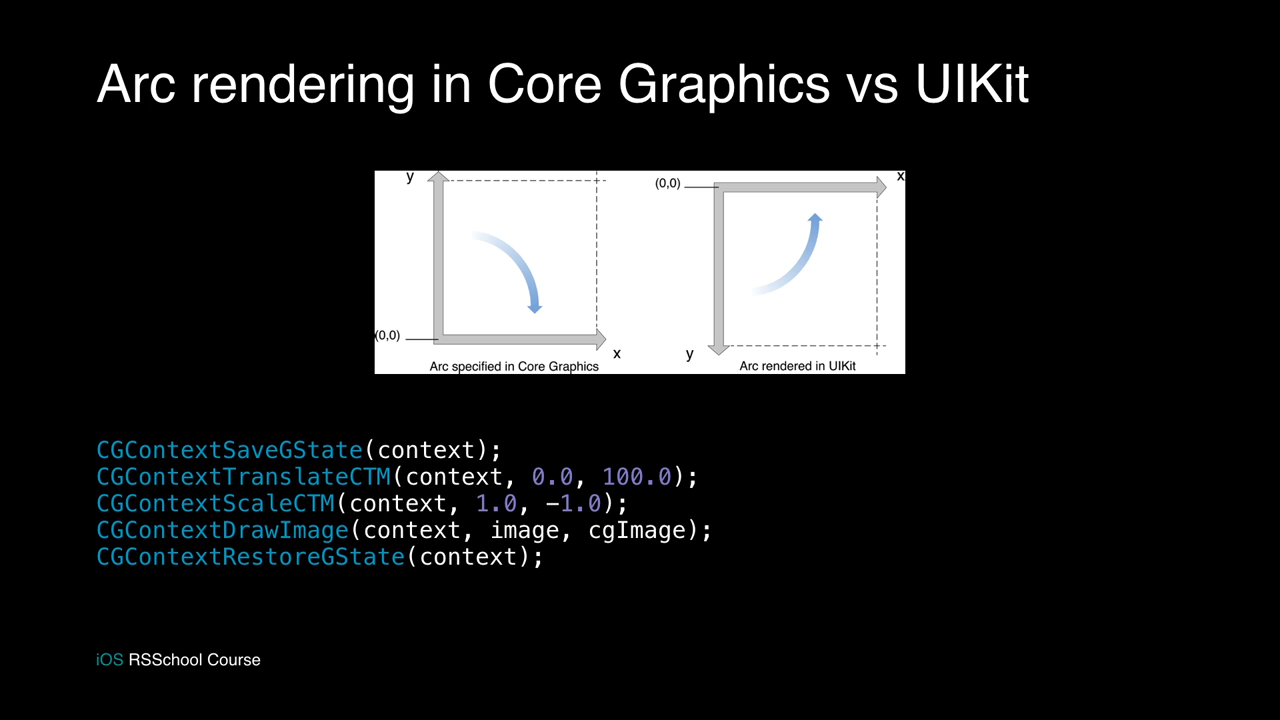 Arc rendering in Core Graphics vs UIKit
y
(0,0)
x
Arc specified in Core Graphics
(0,0)
x
y
Arc rendered in UIKit
CGContextSaveGState(context);
CGContextTranslateCTM(context, 0.0, 100.0);
CGContextScaleCTM(context, 1.0, -1.0);
CGContextDrawImage(context, image, cgImage);
CGContextRestoreGState(context);
iOS RSSchool Course